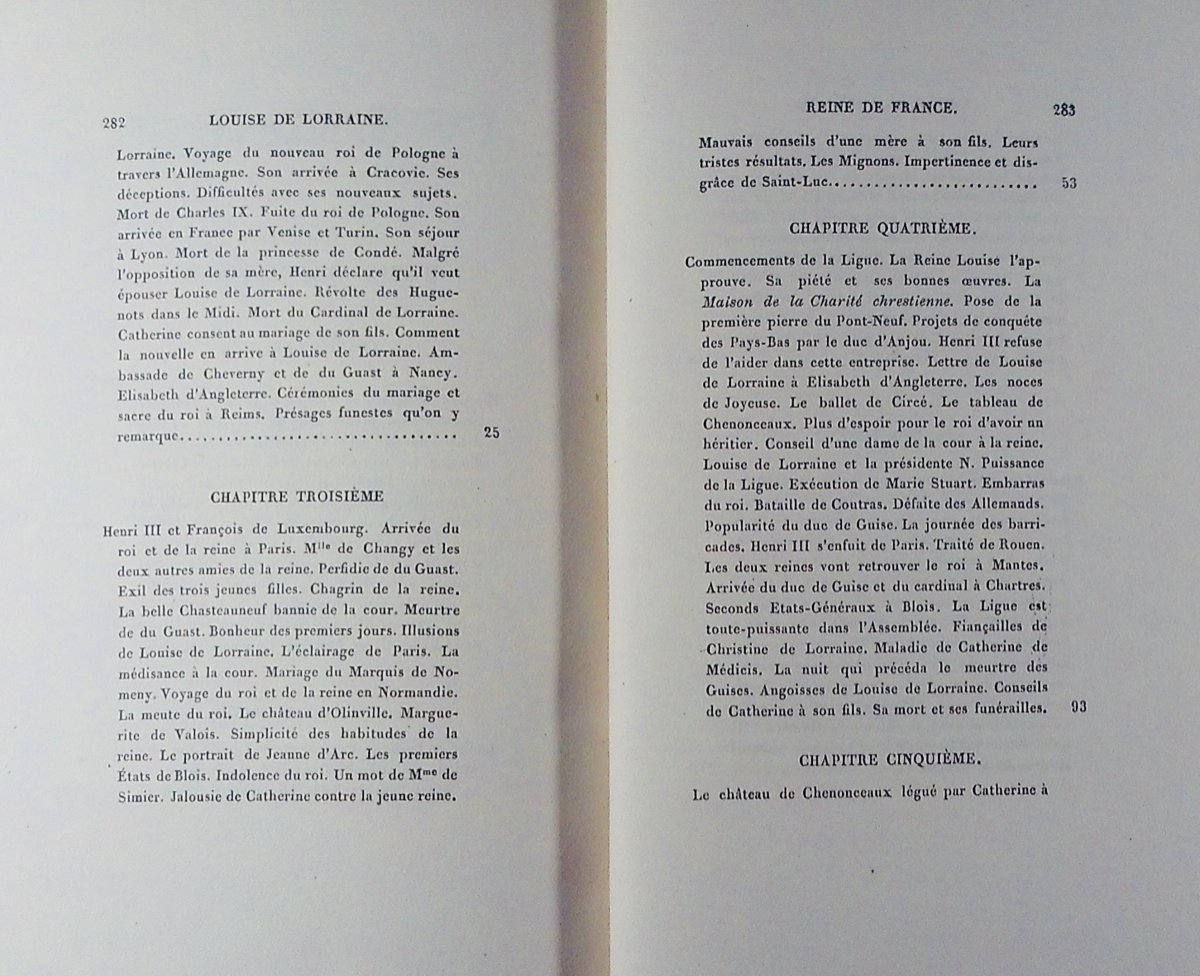 282
LOUISE DE LORRAINE.
Lorraine. Voyage du nouveau roi de Pologne à
travers l'Allemagne. Son arrivée à Cracovie. Ses
déceptions. Difficultés avec ses nouveaux sujets.
Mort de Charles IX. Fuite du roi de Pologne. Son
arrivée en France par Venise et Turin. Son séjour
à Lyon. Mort de la princesse de Condé. Malgré
l'opposition de sa mère, Henri déclare qu'il veut
épouser Louise de Lorraine. Révolte des Hugue-
nots dans le Midi. Mort du Cardinal de Lorraine.
Catherine consent au mariage de son fils. Comment
la nouvelle en arrive à Louise de Lorraine. Am-
bassade de Cheverny et de du Guast à Nancy.
Elisabeth d'Angleterre. Cérémonies du mariage et
sacre du roi à Reims. Présages funestes qu'on y
remarque.................................. 25
CHAPITRE TROISIÈME
Henri III et François de Luxembourg. Arrivée du
roi et de la reine à Paris. Mlle de Changy et les
deux autres amies de la reine. Perfidie de du Guast.
Exil des trois jeunes filles. Chagrin de la reine.
La belle Chasteauneuf bannie de la cour. Meurtre
de du Guast. Bonheur des premiers jours. Illusions
de Louise de Lorraine. L'éclairage de Paris. La
médisance à la cour. Mariage du Marquis de No-
meny. Voyage du roi et de la reine en Normandie.
La meute du roi. Le château d'Olinville. Margue-
rite de Valois. Simplicité des habitudes de la
reine. Le portrait de Jeanne d'Arc. Les premiers
États de Blois. Indolence du roi. Un mot de Mme de
Simier. Jalousie de Catherine contre la jeune reine.
REINE DE FRANCE.
283
Mauvais conseils d'une mère à son fils. Leurs
tristes résultats. Les Mignons. Impertinence et dis-
grâce de Saint-Luc.......................... 53
CHAPITRE QUATRIÈME.
Commencements de la Ligue. La Reine Louise l'ap-
prouve. Sa piété et ses bonnes œuvres. La
Maison de la Charité chrestienne. Pose de la
première pierre du Pont-Neuf. Projets de conquête
des Pays-Bas par le duc d'Anjou. Henri III refuse
de l'aider dans cette entreprise. Lettre de Louise
de Lorraine à Elisabeth d'Angleterre. Les noces
de Joyeuse. Le ballet de Circé. Le tableau de
Chenonceaux. Plus d'espoir pour le roi d'avoir un
héritier. Conseil d'une dame de la cour à la reine.
Louise de Lorraine et la présidente N. Puissance
de la Ligue. Exécution de Marie Stuart. Embarras
du roi. Bataille de Coutras. Défaite des Allemands.
Popularité du duc de Guise. La journée des barri-
cades. Henri III s'enfuit de Paris. Traité de Rouen.
Les deux reines vont retrouver le roi à Mantes.
Arrivée du duc de Guise et du cardinal à Chartres.
Seconds Etats-Généraux à Blois. La Ligue est
toute-puissante dans l'Assemblée. Fiançailles de
Christine de Lorraine. Maladie de Catherine de
Médicis. La nuit qui précéda le meurtre des
Guises. Angoisses de Louise de Lorraine. Conseils
de Catherine à son fils. Sa mort et ses funérailles. 93
CHAPITRE CINQUIÈME.
Le château de Chenonceaux légué par Catherine à